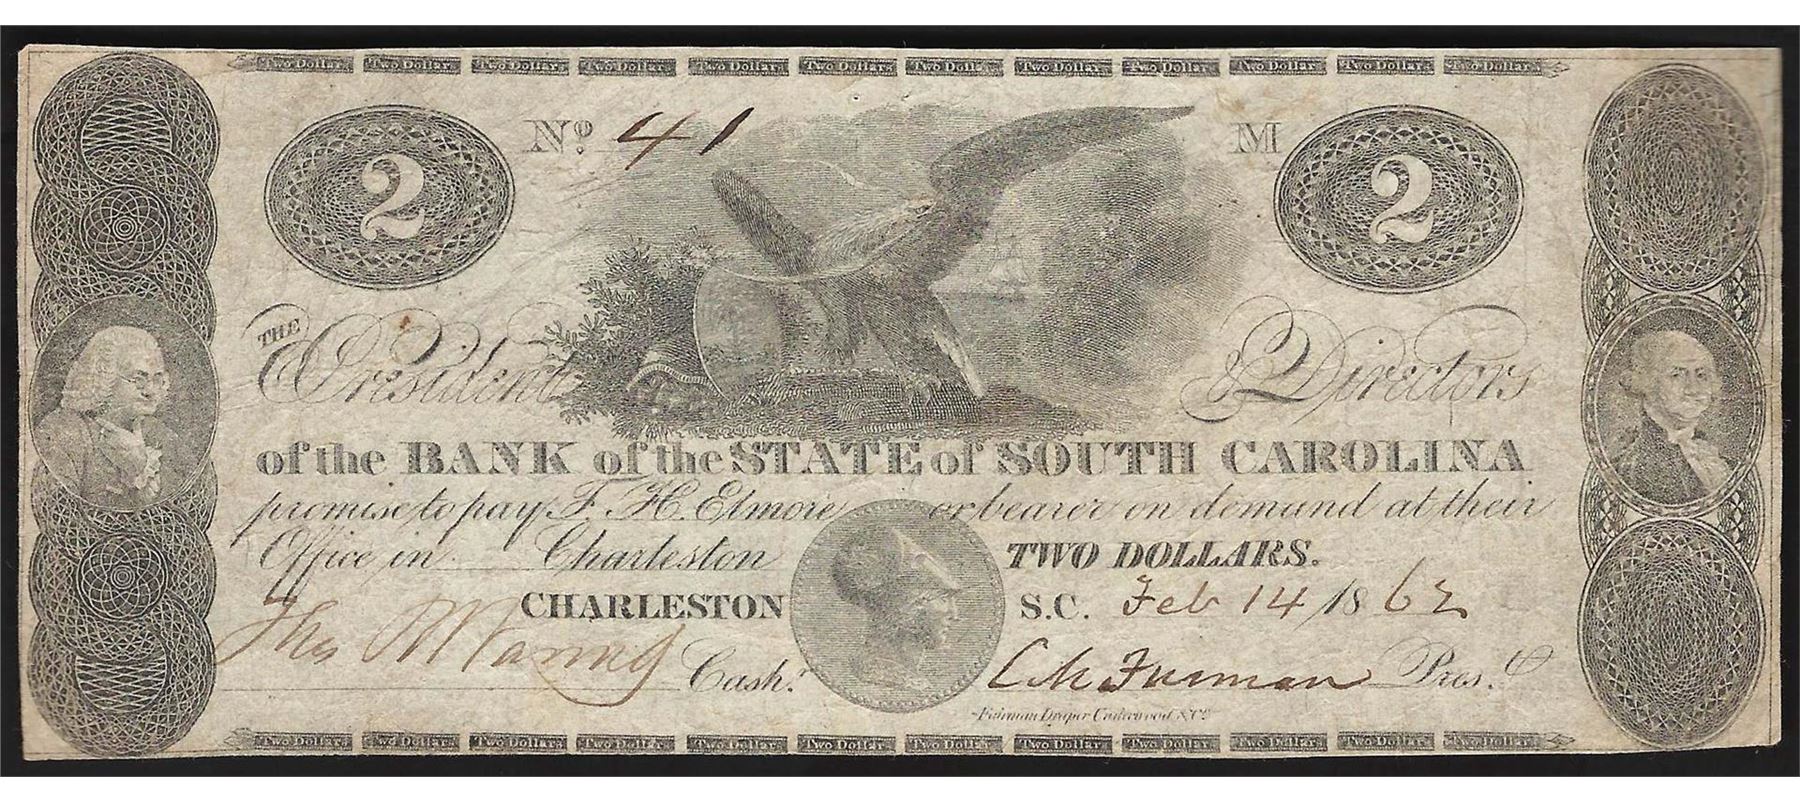 Two Dollars Two Dollars Two Dollars Two Dollars Two Dollars Two Dollars Two Dollars Two Dollars Two Dollars Two Dollars Two Dollars Two Dollars
2 Nº 41 M 2
THE President & Directors
of the BANK of the STATE of SOUTH CAROLINA
promise to pay F. H. Elmore or bearer on demand at their
Office in Charleston TWO DOLLARS.
CHARLESTON S.C. Feb 14 1862
Cash.r C M Furman Pres.t
Fairman Draper Underwood & Co.
Two Dollars Two Dollars Two Dollars Two Dollars Two Dollars Two Dollars Two Dollars Two Dollars Two Dollars Two Dollars Two Dollars Two Dollars